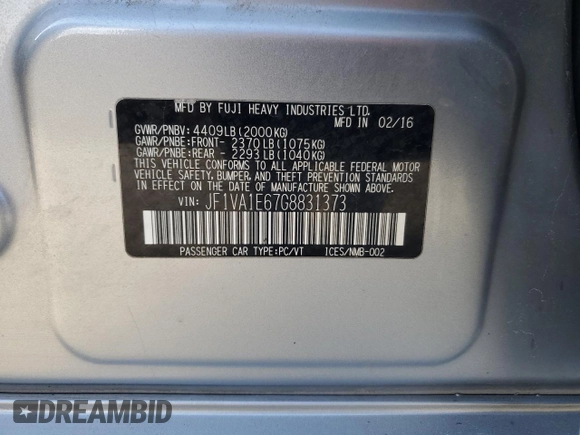 MFD BY FUJI HEAVY INDUSTRIES LTD.
MFD IN 02/16
GVWR/PNBV: 4409LB(2000KG)
GAWR/PNBE:FRONT- 2370LB(1075KG)
GAWR/PNBE:REAR - 2293LB(1040KG)
THIS VEHICLE CONFORMS TO ALL APPLICABLE FEDERAL MOTOR
VEHICLE SAFETY, BUMPER, AND THEFT PREVENTION STANDARDS
IN EFFECT ON THE DATE OF MANUFACTURE SHOWN ABOVE.
VIN: JF1VA1E67G8831373
PASSENGER CAR TYPE:PC/VT ICES/NMB-002
DREAMBID